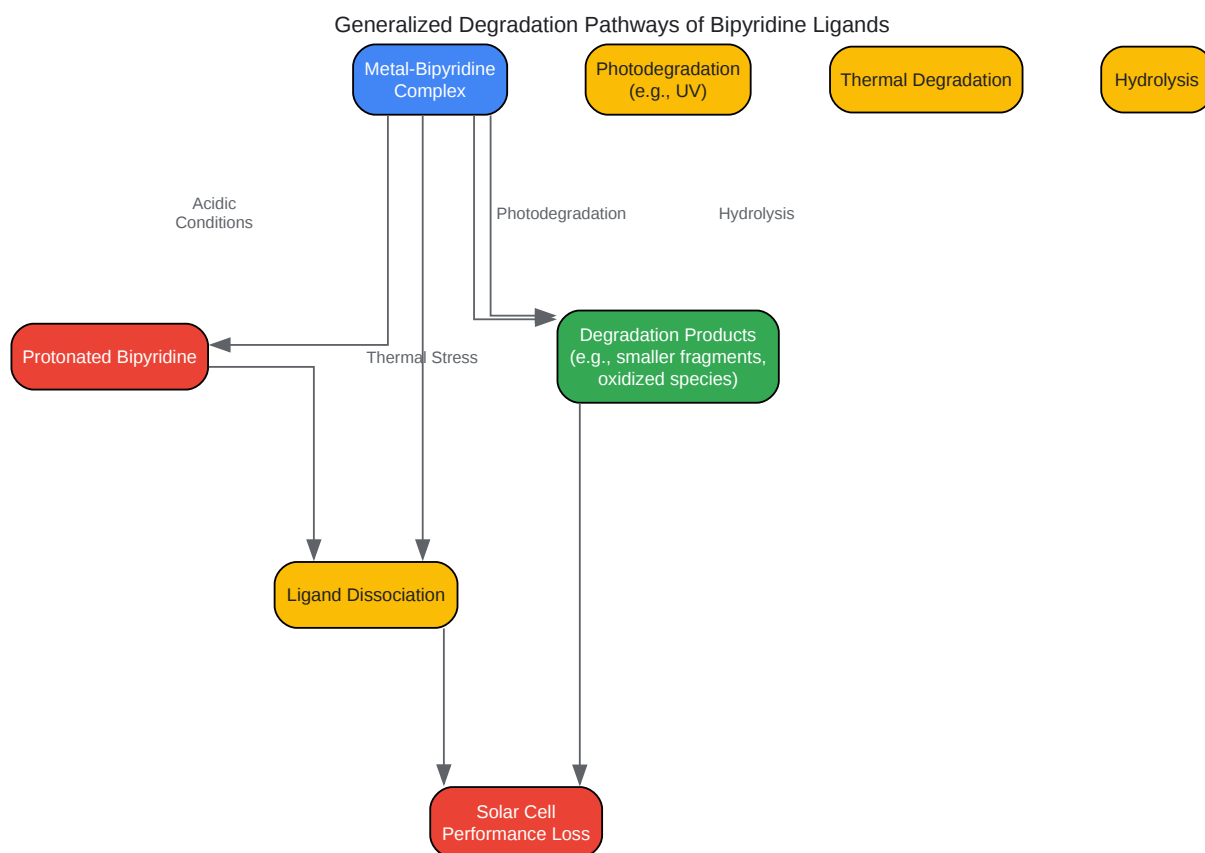 Generalized Degradation Pathways of Bipyridine Ligands
Metal-Bipyridine
Complex
Photodegradation
(e.g., UV)
Thermal Degradation
Hydrolysis
Acidic
Conditions
Photodegradation
Hydrolysis
Protonated Bipyridine
Thermal Stress
Degradation Products
(e.g., smaller fragments,
oxidized species)
Ligand Dissociation
Solar Cell
Performance Loss